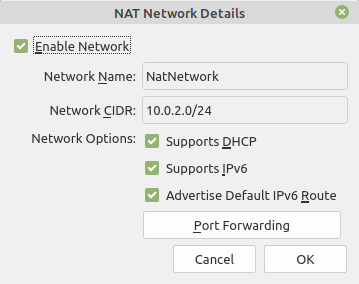 NAT Network Details
Enable Network
Network Name: NatNetwork
Network CIDR: 10.0.2.0/24
Network Options: Supports DHCP
Supports IPv6
Advertise Default IPv6 Route
Port Forwarding
Cancel OK